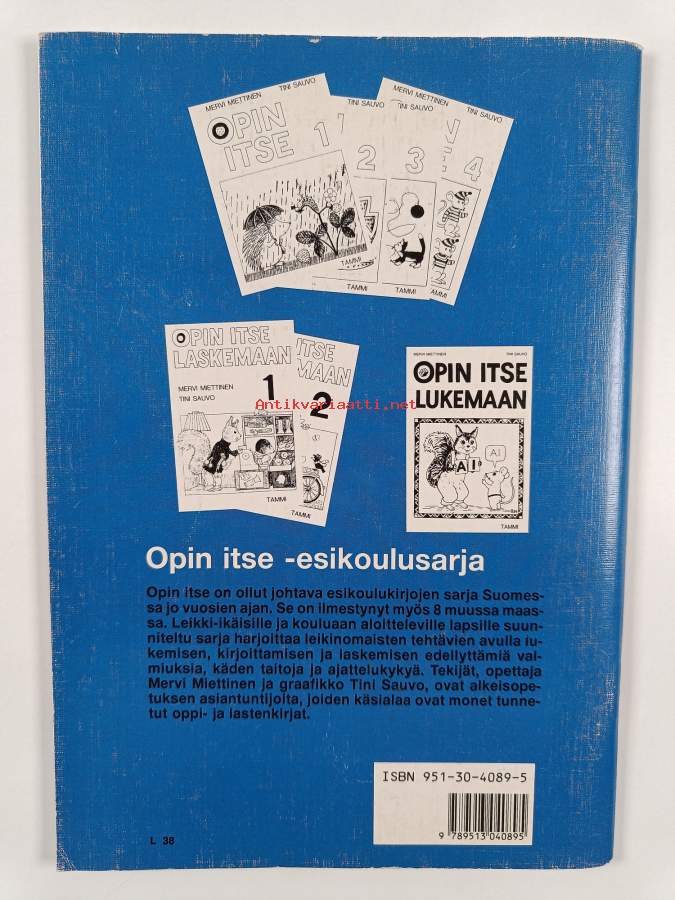 MERVI MIETTINEN TINI SAUVO
OPIN
ITSE 1
TAMMI
TINI SAUVO
2
TAMMI
3
TAMMI
4
TAMMI
OPIN ITSE
LASKEMAAN
MERVI MIETTINEN
TINI SAUVO
1
TAMMI
ITSE
MAAN
2
TAMMI
Antikvariaatti.net
MERVI MIETTINEN TINI SAUVO
OPIN ITSE
LUKEMAAN
AI
AI
TAMMI
Opin itse -esikoulusarja
Opin itse on ollut johtava esikoulukirjojen sarja Suomes-
sa jo vuosien ajan. Se on ilmestynyt myös 8 muussa maas-
sa. Leikki-ikäisille ja kouluaan aloitteleville lapsille suun-
niteltu sarja harjoittaa leikinomaisten tehtävien avulla lu-
kemisen, kirjoittamisen ja laskemisen edellyttämiä val-
miuksia, käden taitoja ja ajattelukykyä. Tekijät, opettaja
Mervi Miettinen ja graafikko Tini Sauvo, ovat alkeisope-
tuksen asiantuntijoita, joiden käsialaa ovat monet tunne-
tut oppi- ja lastenkirjat.
ISBN 951-30-4089-5
9 789513 040895
L 38